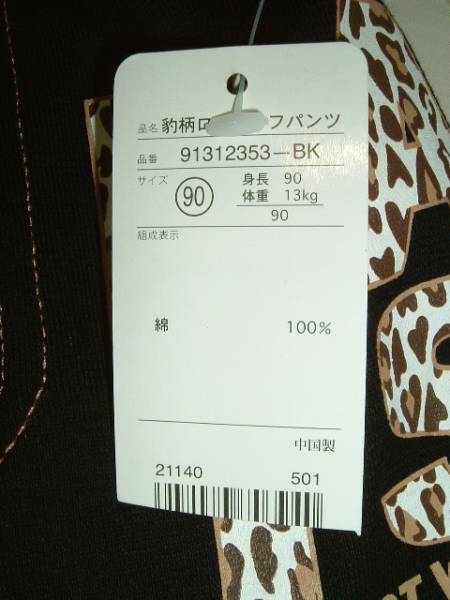 品名 豹柄ロ フパンツ
品番 91312353-BK
サイズ 90 身長 90
体重 13kg
90
組成表示
綿 100%
中国製
21140 501